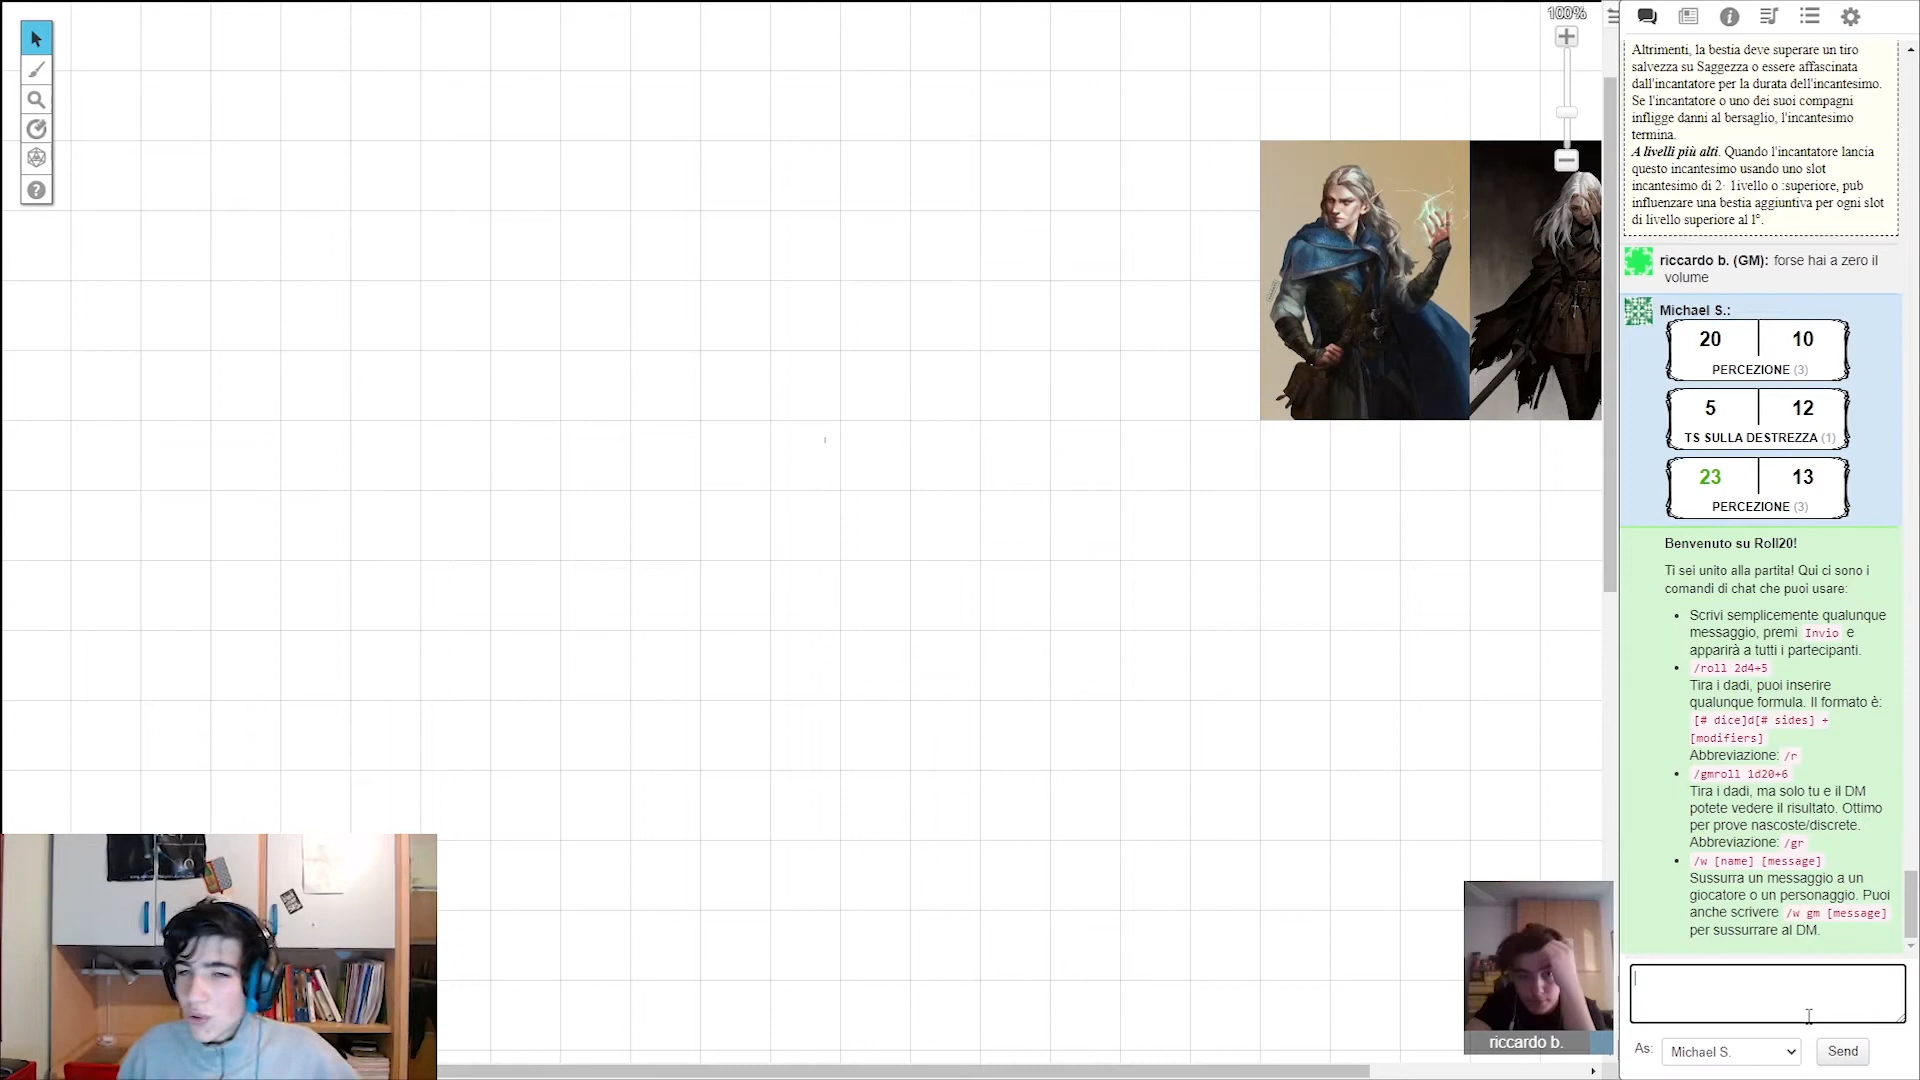 100%
Altrimenti, la bestia deve superare un tiro
salvezza su Saggezza o essere affascinata
dall'incantatore per la durata dell'incantesimo.
Se l'incantatore o uno dei suoi compagni
infligge danni al bersaglio, l'incantesimo
termina.
A livelli più alti. Quando l'incantatore lancia
questo incantesimo usando uno slot
incantesimo di 2· 1ivello o :superiore, pub
influenzare una bestia aggiuntiva per ogni slot
di livello superiore al 1°.
riccardo b. (GM): forse hai a zero il
volume
Michael S.:
20 10
PERCEZIONE (3)
5 12
TS SULLA DESTREZZA (1)
23 13
PERCEZIONE (3)
Benvenuto su Roll20!
Ti sei unito alla partita! Qui ci sono i
comandi di chat che puoi usare:
• Scrivi semplicemente qualunque
messaggio, premi Invio e
apparirà a tutti i partecipanti.
• /roll 2d4+5
Tira i dadi, puoi inserire
qualunque formula. Il formato è:
[# dice]d[# sides] +
[modifiers]
Abbreviazione: /r
• /gmroll 1d20+6
Tira i dadi, ma solo tu e il DM
potete vedere il risultato. Ottimo
per prove nascoste/discrete.
Abbreviazione: /gr
• /w [name] [message]
Sussurra un messaggio a un
giocatore o un personaggio. Puoi
anche scrivere /w gm [message]
per sussurrare al DM.
riccardo b.
As: Michael S. Send